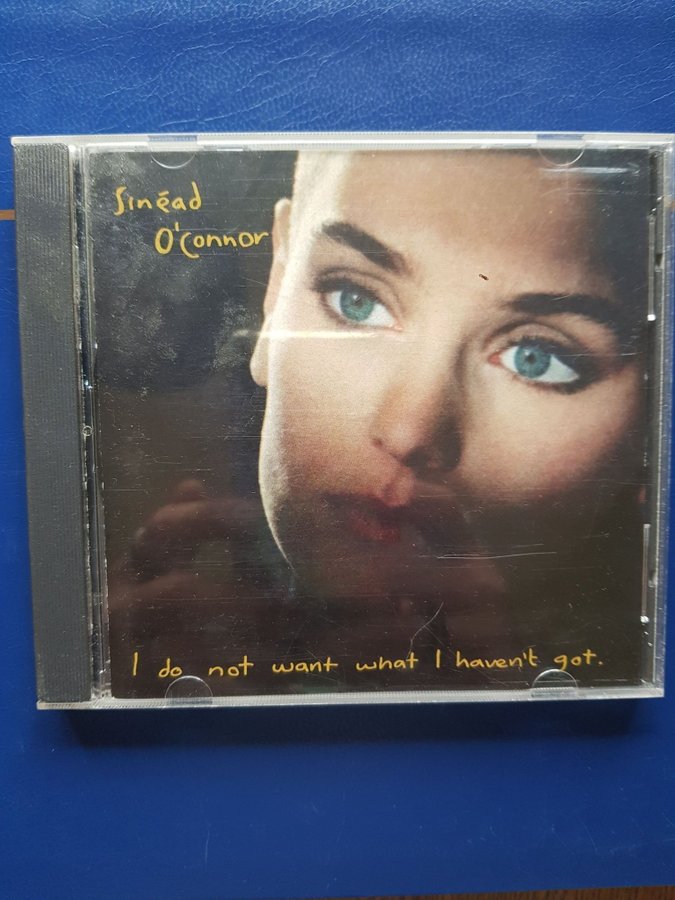 Sinéad
O'Connor
I do not want what I haven't got.